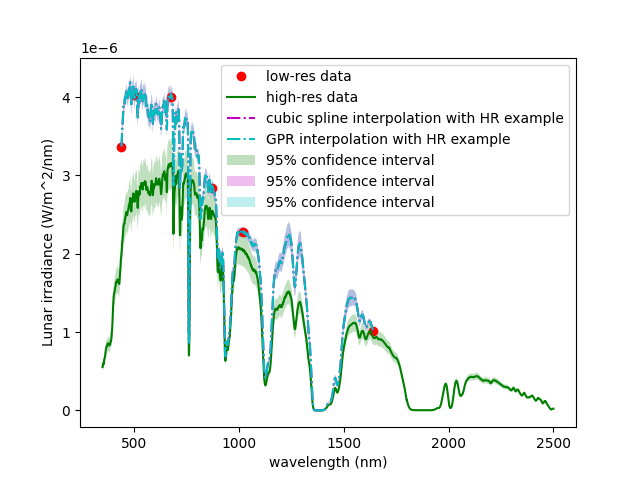 1e−6
low-res data
high-res data
cubic spline interpolation with HR example
GPR interpolation with HR example
95% confidence interval
95% confidence interval
95% confidence interval
4
3
2
1
0
Lunar irradiance (W/m^2/nm)
500 1000 1500 2000 2500
wavelength (nm)